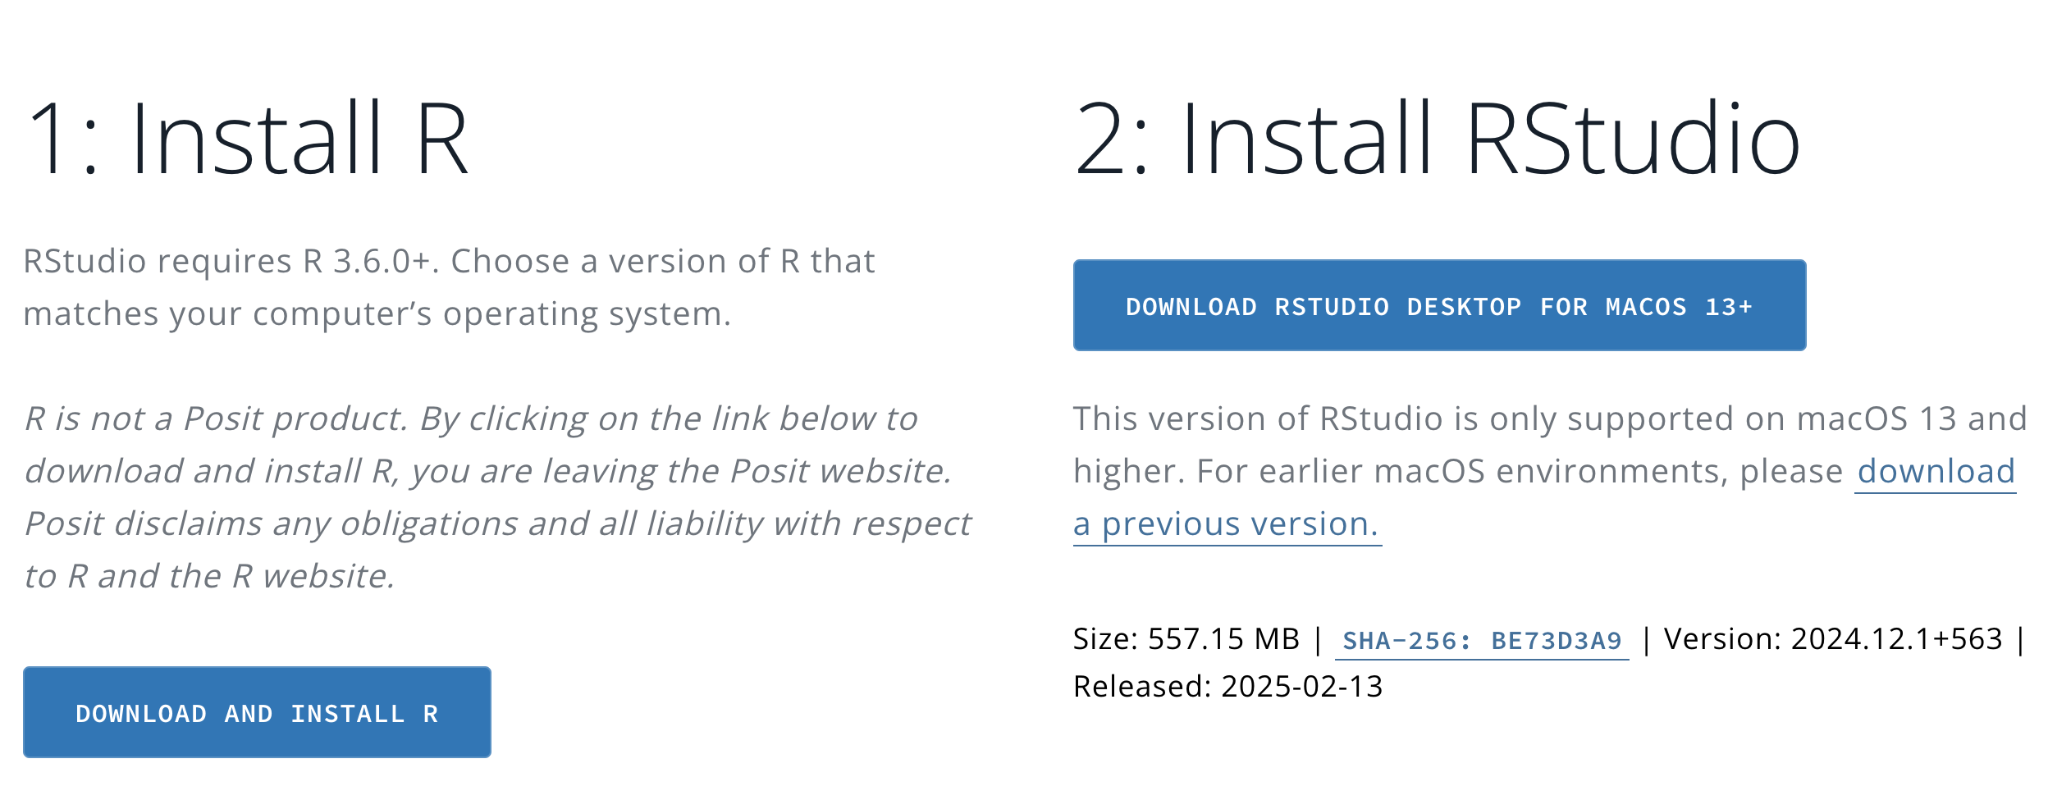 1: Install R
RStudio requires R 3.6.0+. Choose a version of R that
matches your computer’s operating system.
R is not a Posit product. By clicking on the link below to
download and install R, you are leaving the Posit website.
Posit disclaims any obligations and all liability with respect
to R and the R website.
DOWNLOAD AND INSTALL R
2: Install RStudio
DOWNLOAD RSTUDIO DESKTOP FOR MACOS 13+
This version of RStudio is only supported on macOS 13 and
higher. For earlier macOS environments, please download
a previous version.
Size: 557.15 MB | SHA-256: BE73D3A9 | Version: 2024.12.1+563 |
Released: 2025-02-13